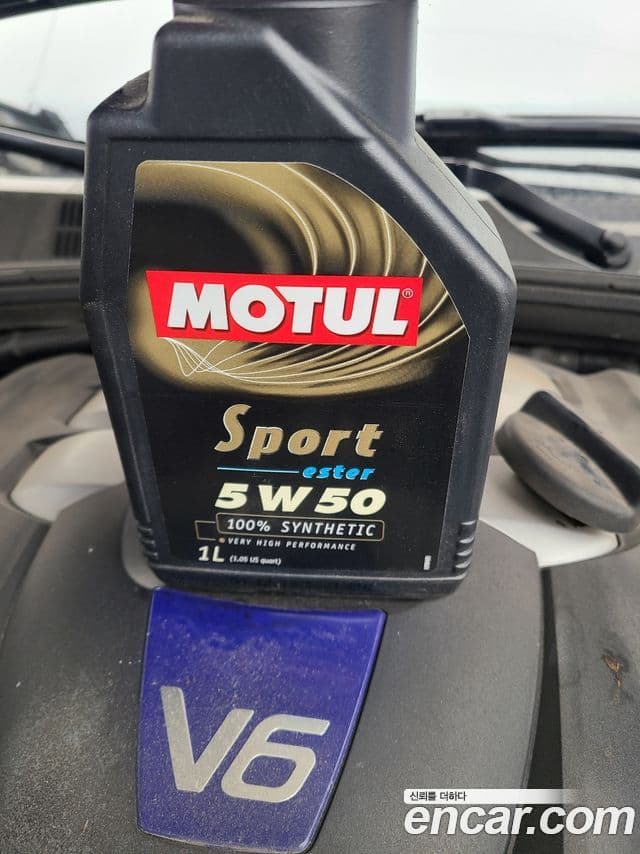 MOTUL®
Sport
ester
5W50
100% SYNTHETIC
VERY HIGH PERFORMANCE
1L (1.05 US quart)
V6
신뢰를 더하다
encar.com